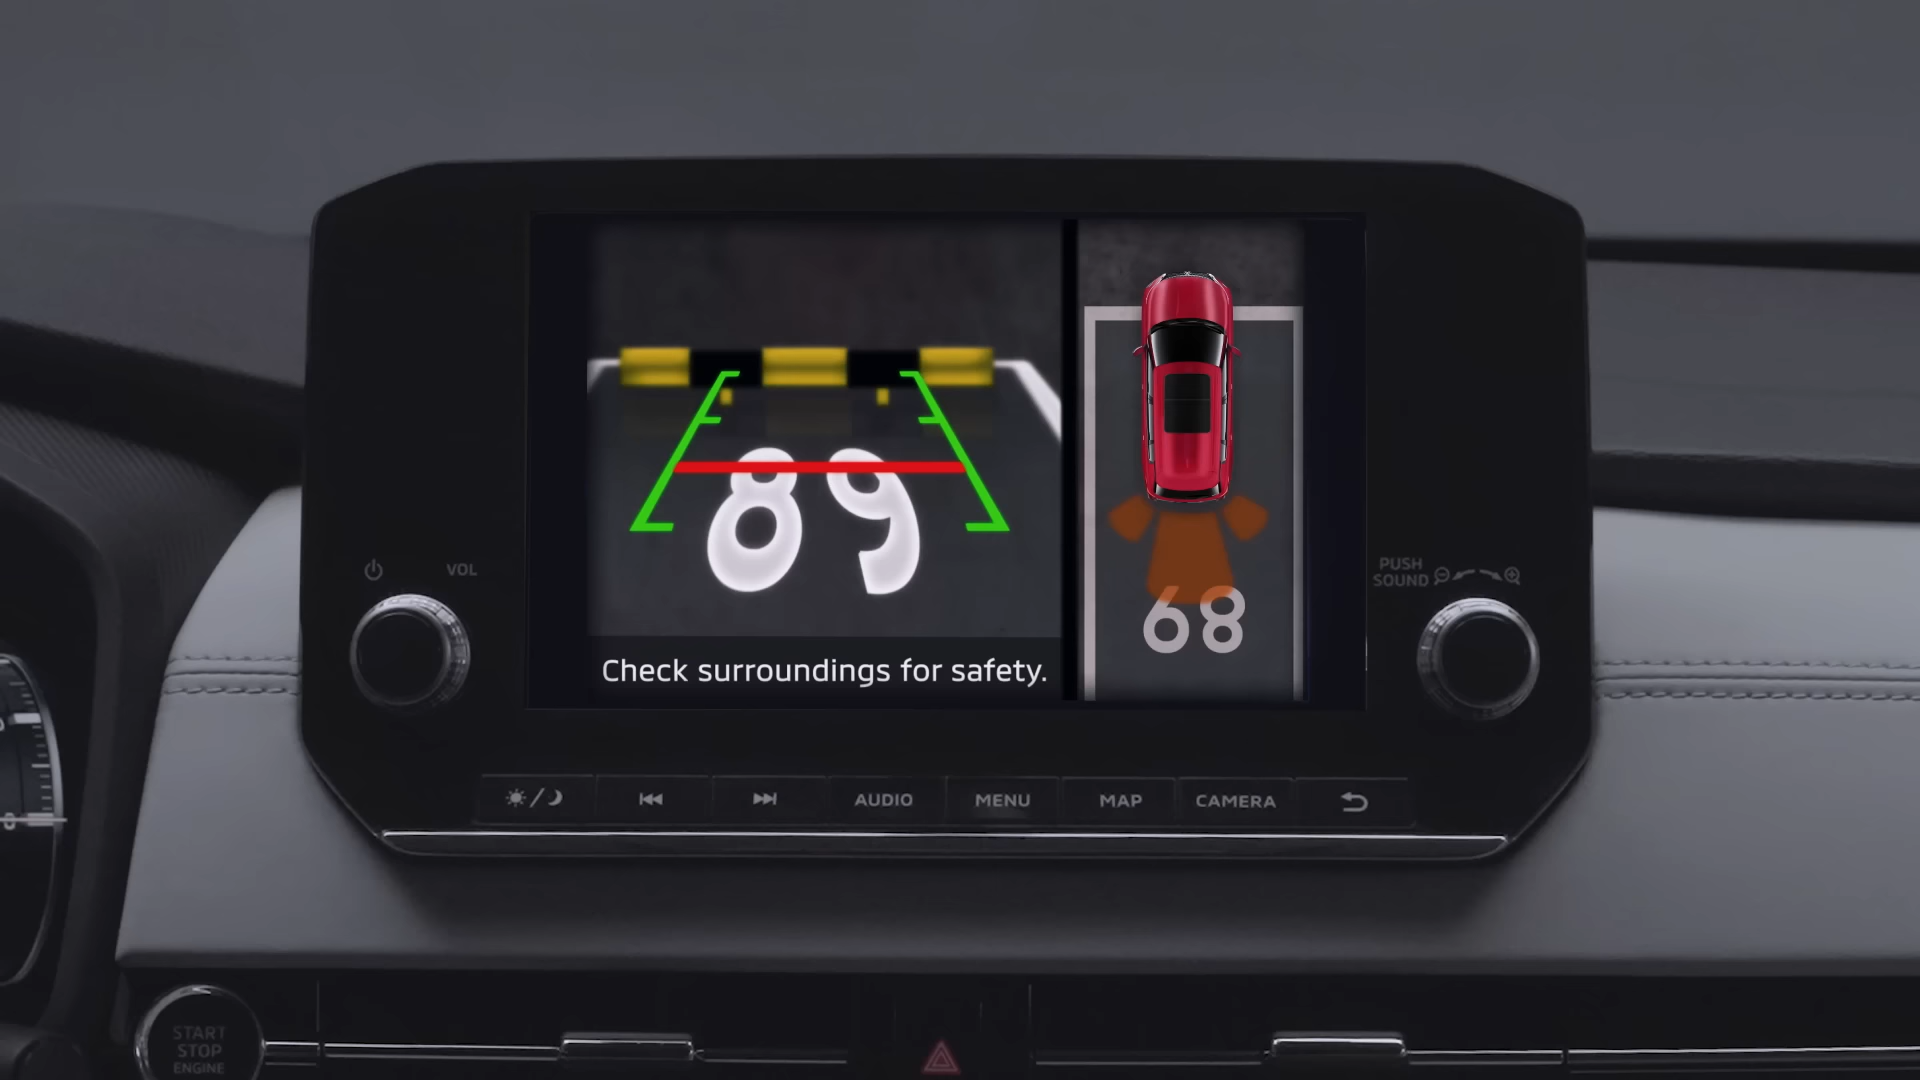 89
68
Check surroundings for safety.
VOL
PUSH
SOUND
AUDIO
MENU
MAP
CAMERA
START
STOP
ENGINE